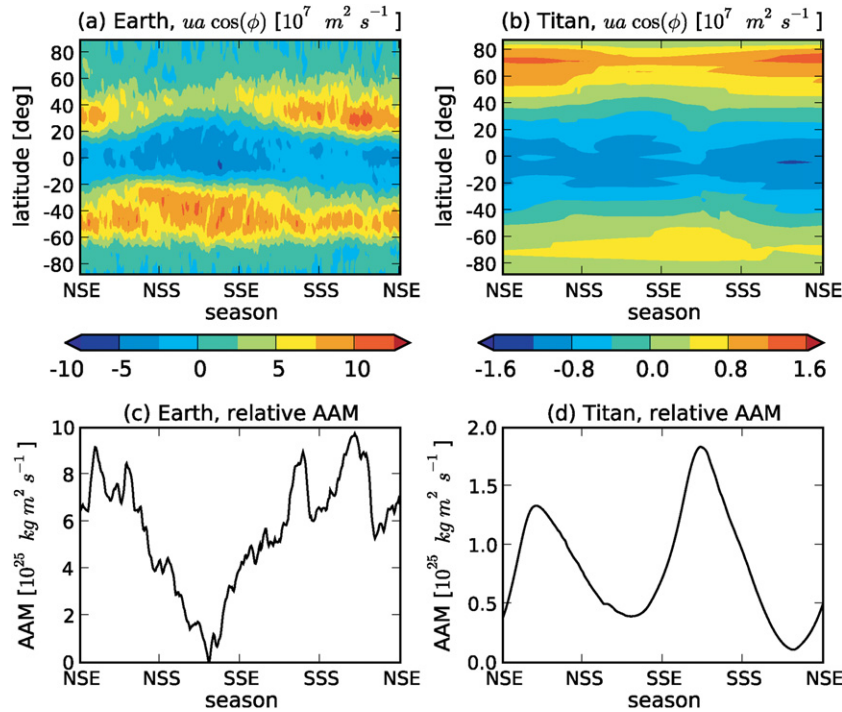 (a) Earth, ua cos(ϕ) [10⁷ m² s⁻¹]
80
60
40
20
0
-20
-40
-60
-80
latitude [deg]
NSE NSS SSE SSS NSE
season
-10 -5 0 5 10
(b) Titan, ua cos(ϕ) [10⁷ m² s⁻¹]
80
60
40
20
0
-20
-40
-60
-80
latitude [deg]
NSE NSS SSE SSS NSE
season
-1.6 -0.8 0.0 0.8 1.6
(c) Earth, relative AAM
10
8
6
4
2
0
AAM [10²⁵ kg m² s⁻¹]
NSE NSS SSE SSS NSE
season
(d) Titan, relative AAM
2.0
1.5
1.0
0.5
0.0
AAM [10²⁵ kg m² s⁻¹]
NSE NSS SSE SSS NSE
season